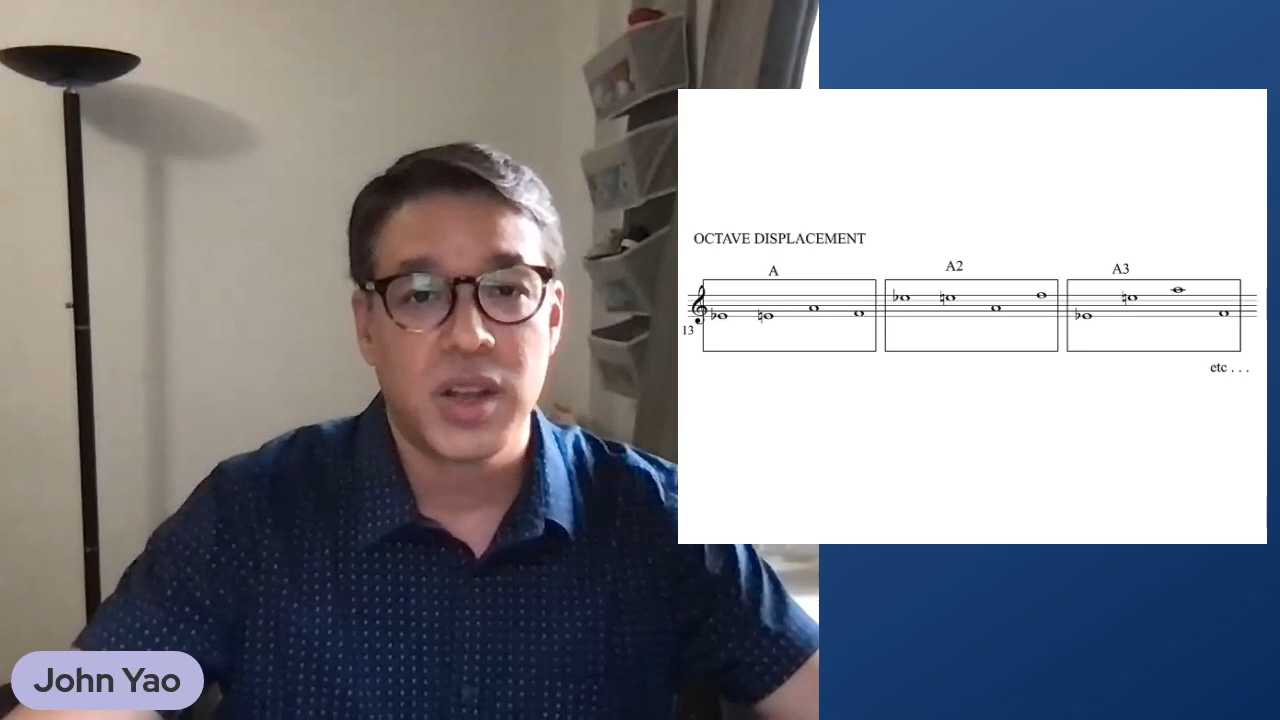 OCTAVE DISPLACEMENT
A
A2
A3
13
etc . . .
John Yao